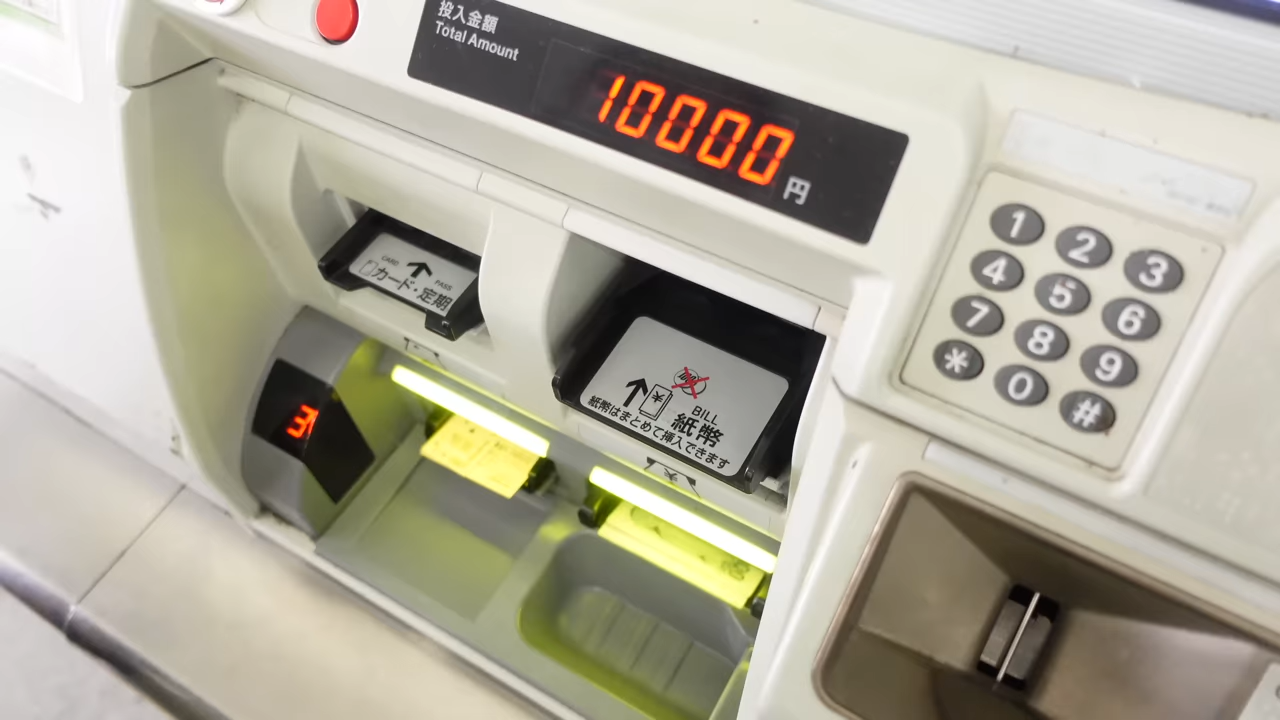 投入金額
Total Amount
10000
円
CARD
PASS
カード・定期
BILL
紙幣
紙幣はまとめて挿入できます
¥
3
1 2 3
4 5 6
7 8 9
* 0 #